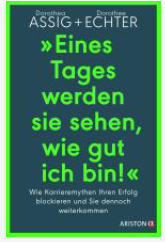 Dorothea Dorothee
ASSIG + ECHTER
»Eines
Tages
werden
sie sehen,
wie gut
ich bin!«
Wie Karrieremythen Ihren Erfolg
blockieren und Sie dennoch
weiterkommen
ARISTON